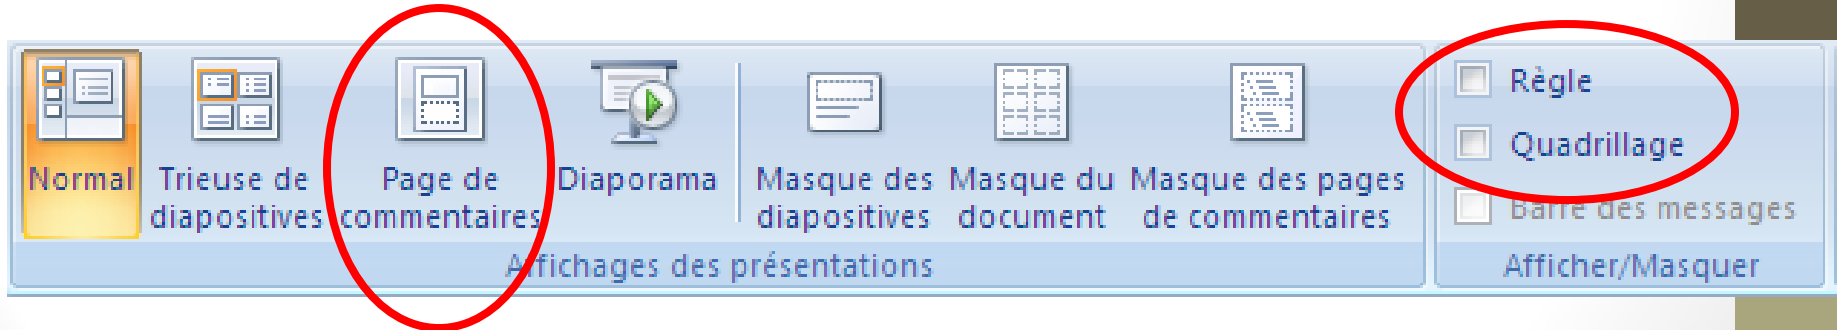 Normal
Trieuse de
diapositives
Page de
commentaires
Diaporama
Masque des
diapositives
Masque du
document
Masque des pages
de commentaires
Affichages des présentations
Règle
Quadrillage
Barre des messages
Afficher/Masquer